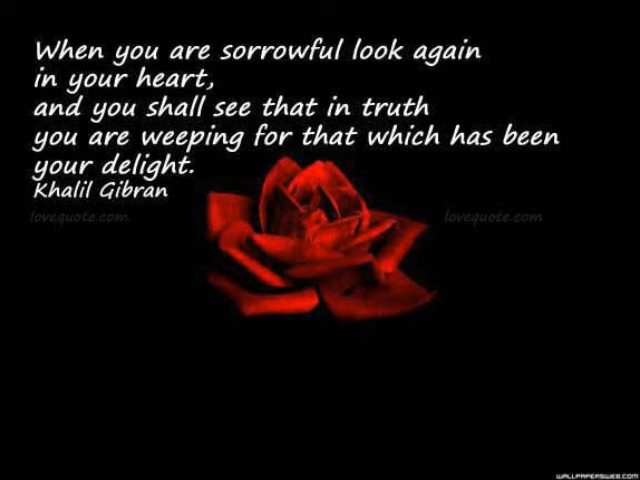 When you are sorrowful look again
in your heart,
and you shall see that in truth
you are weeping for that which has been
your delight.
Khalil Gibran
lovequote.com
lovequote.com
WALLPAPERSWEB.COM